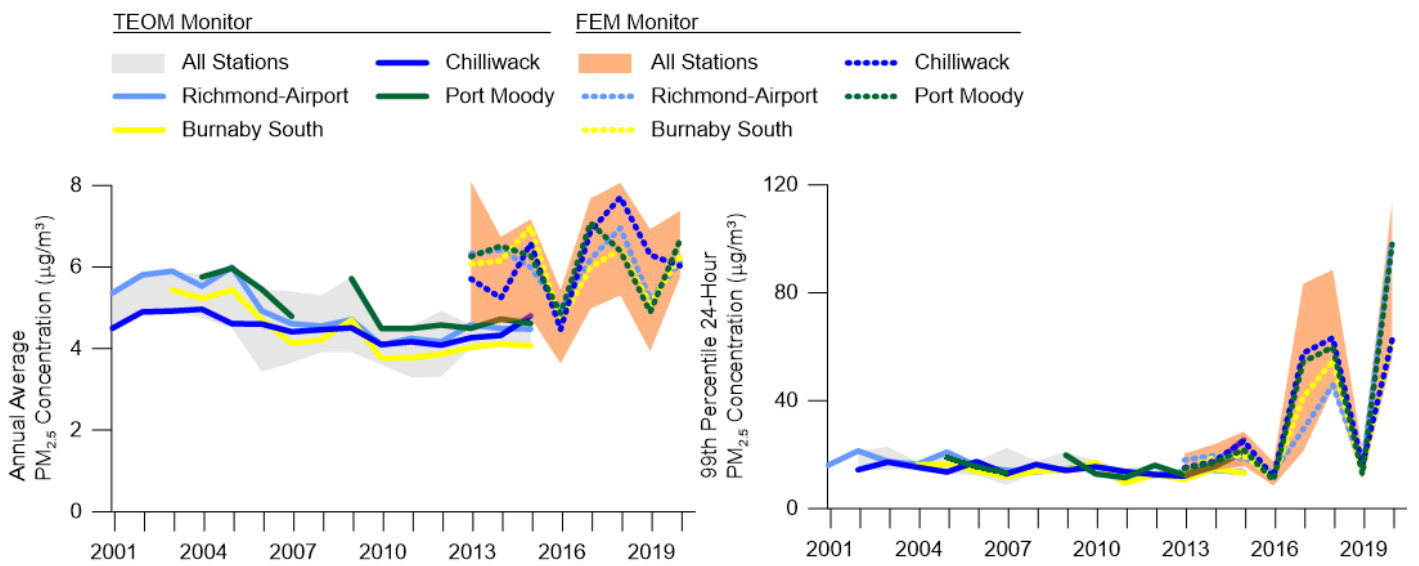 TEOM Monitor
FEM Monitor
All Stations
Chilliwack
All Stations
Chilliwack
Richmond-Airport
Port Moody
Richmond-Airport
Port Moody
Burnaby South
Burnaby South
Annual Average
PM2.5 Concentration (µg/m³)
8
6
4
2
0
2001 2004 2007 2010 2013 2016 2019
99th Percentile 24-Hour
PM2.5 Concentration (µg/m³)
120
80
40
0
2001 2004 2007 2010 2013 2016 2019